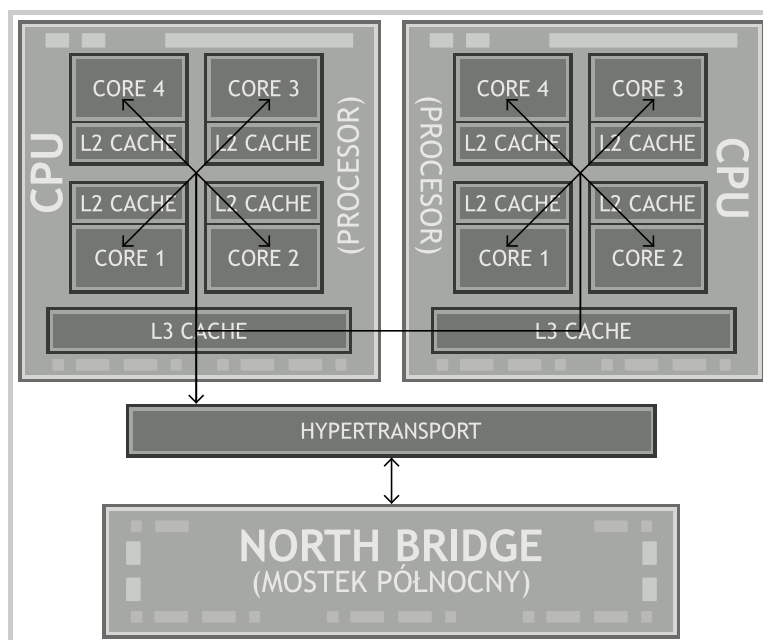 CPU
CORE 4
CORE 3
L2 CACHE
L2 CACHE
L2 CACHE
L2 CACHE
CORE 1
CORE 2
(PROCESOR)
L3 CACHE
(PROCESOR)
CORE 4
CORE 3
L2 CACHE
L2 CACHE
L2 CACHE
L2 CACHE
CORE 1
CORE 2
CPU
L3 CACHE
HYPERTRANSPORT
NORTH BRIDGE
(MOSTEK PÓŁNOCNY)